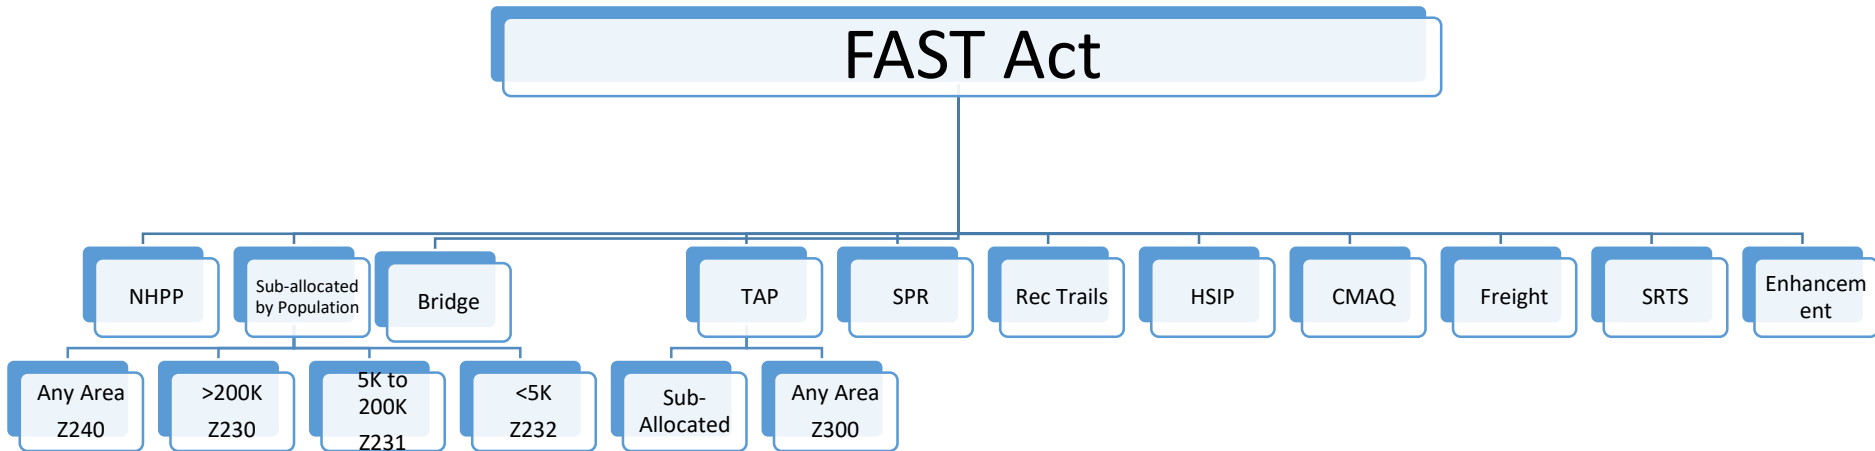 FAST Act
NHPP
Sub-allocated
by Population
Bridge
TAP
SPR
Rec Trails
HSIP
CMAQ
Freight
SRTS
Enhancem
ent
Any Area
Z240
>200K
Z230
5K to
200K
Z231
<5K
Z232
Sub-
Allocated
Any Area
Z300